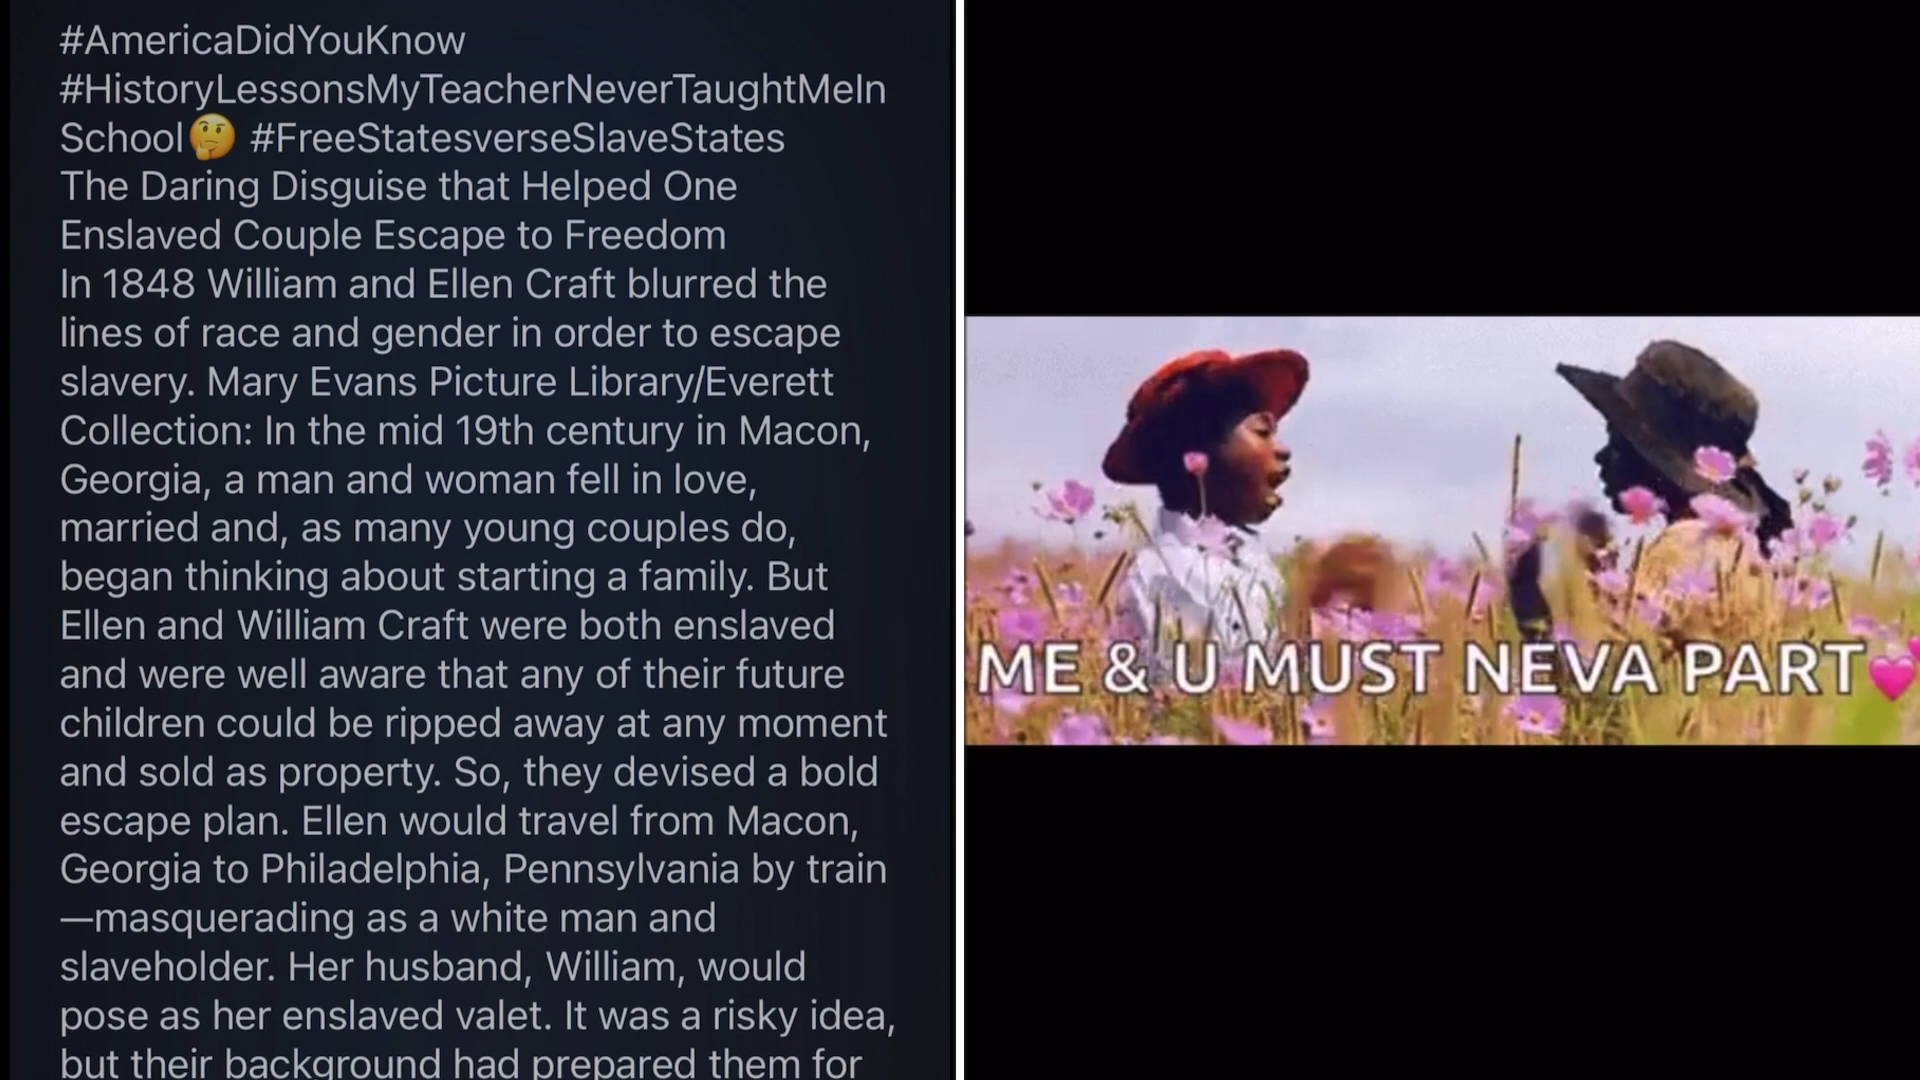 #AmericaDidYouKnow
#HistoryLessonsMyTeacherNeverTaughtMeIn
School🤔 #FreeStatesverseSlaveStates
The Daring Disguise that Helped One
Enslaved Couple Escape to Freedom
In 1848 William and Ellen Craft blurred the
lines of race and gender in order to escape
slavery. Mary Evans Picture Library/Everett
Collection: In the mid 19th century in Macon,
Georgia, a man and woman fell in love,
married and, as many young couples do,
began thinking about starting a family. But
Ellen and William Craft were both enslaved
and were well aware that any of their future
children could be ripped away at any moment
and sold as property. So, they devised a bold
escape plan. Ellen would travel from Macon,
Georgia to Philadelphia, Pennsylvania by train
—masquerading as a white man and
slaveholder. Her husband, William, would
pose as her enslaved valet. It was a risky idea,
but their background had prepared them for
ME & U MUST NEVA PART💕